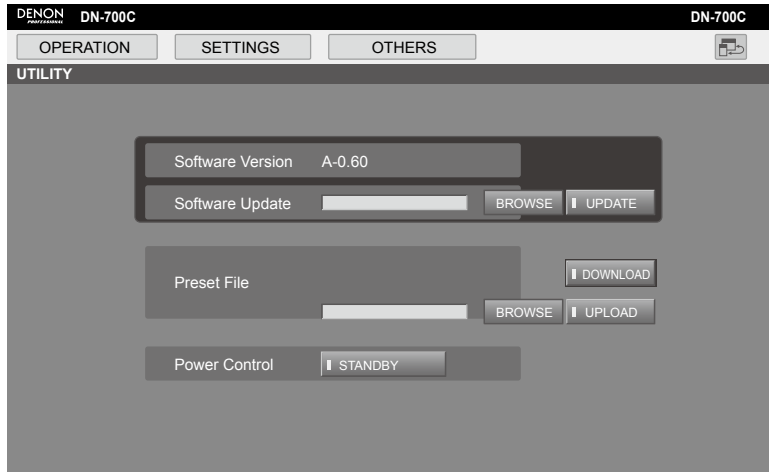 DENON PROFESSIONAL DN-700C DN-700C
OPERATION SETTINGS OTHERS
UTILITY
Software Version A-0.60
Software Update BROWSE UPDATE
Preset File DOWNLOAD
BROWSE UPLOAD
Power Control STANDBY